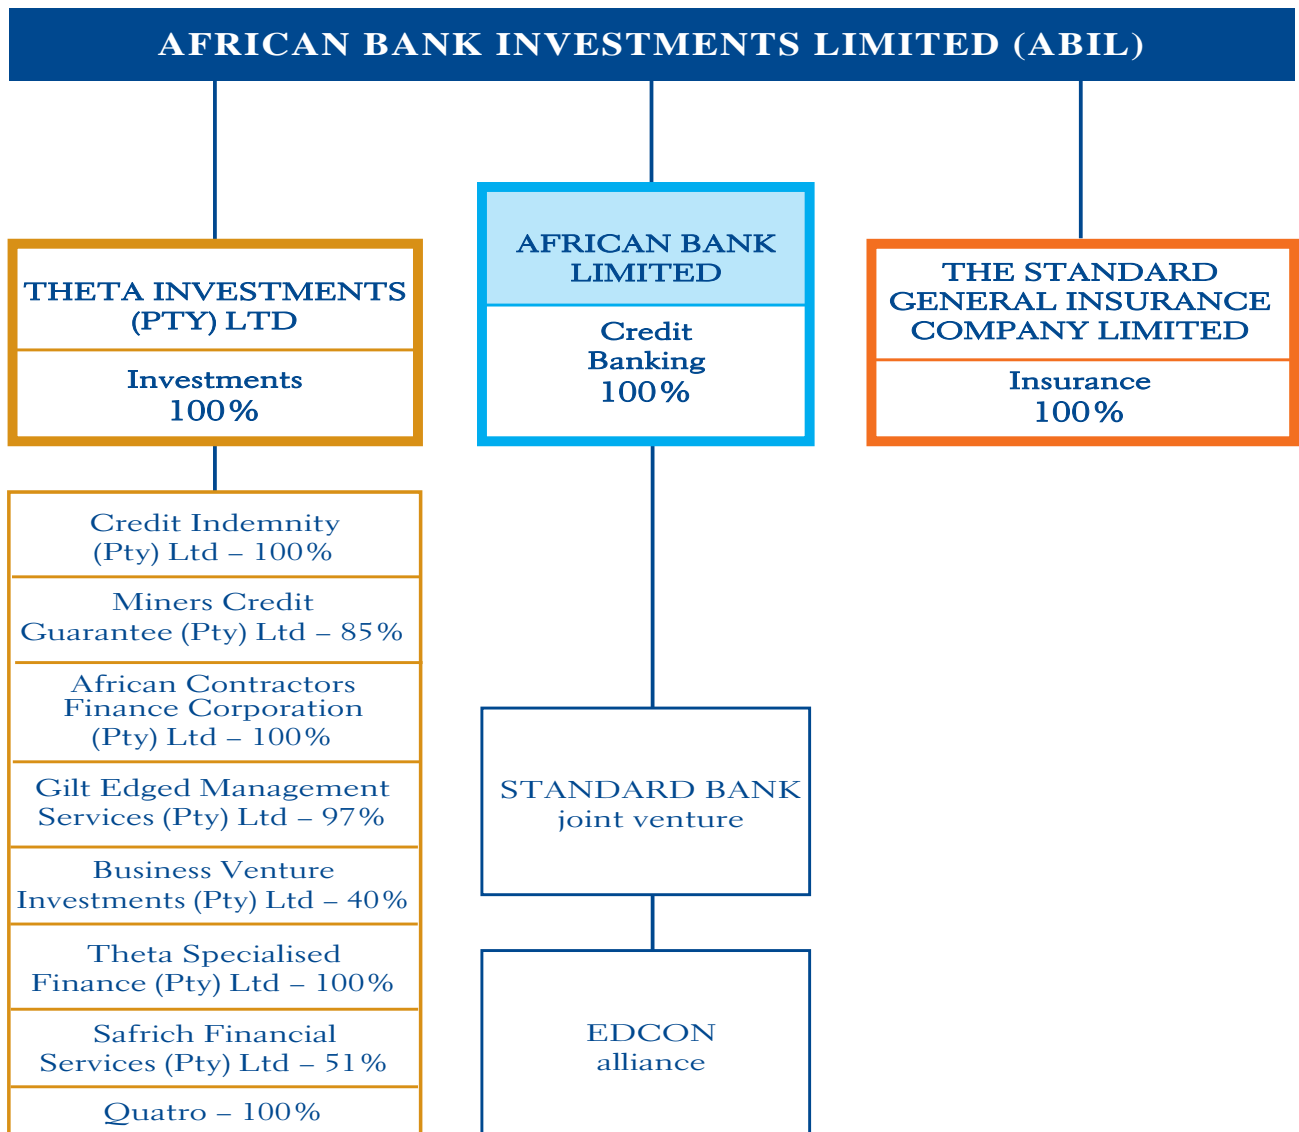 AFRICAN BANK INVESTMENTS LIMITED (ABIL)
THETA INVESTMENTS
(PTY) LTD
Investments
100%
Credit Indemnity
(Pty) Ltd – 100%
Miners Credit
Guarantee (Pty) Ltd – 85%
African Contractors
Finance Corporation
(Pty) Ltd – 100%
Gilt Edged Management
Services (Pty) Ltd – 97%
Business Venture
Investments (Pty) Ltd – 40%
Theta Specialised
Finance (Pty) Ltd – 100%
Safrich Financial
Services (Pty) Ltd – 51%
Quatro – 100%
AFRICAN BANK
LIMITED
Credit
Banking
100%
STANDARD BANK
joint venture
EDCON
alliance
THE STANDARD
GENERAL INSURANCE
COMPANY LIMITED
Insurance
100%